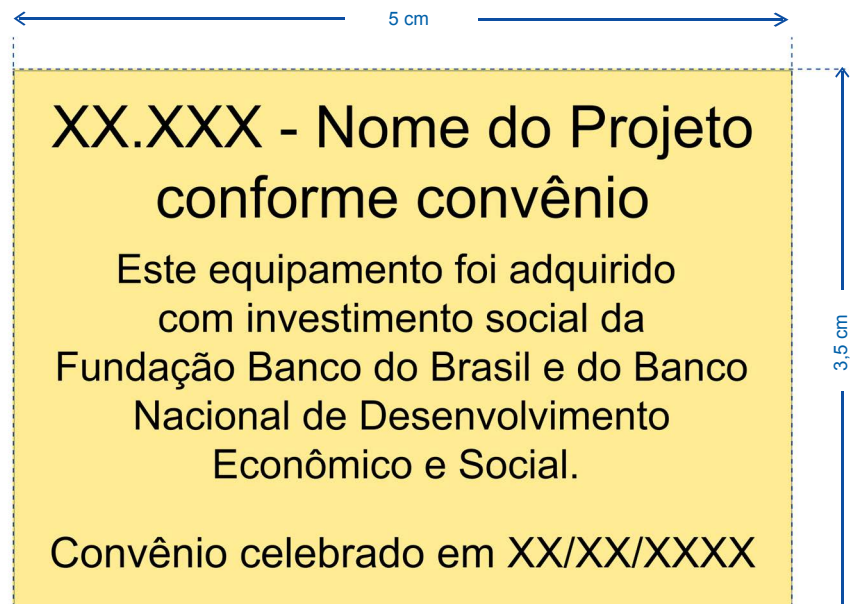 5 cm
XX.XXX - Nome do Projeto
conforme convênio
Este equipamento foi adquirido
com investimento social da
Fundação Banco do Brasil e do Banco
Nacional de Desenvolvimento
Econômico e Social.
Convênio celebrado em XX/XX/XXXX
3,5 cm